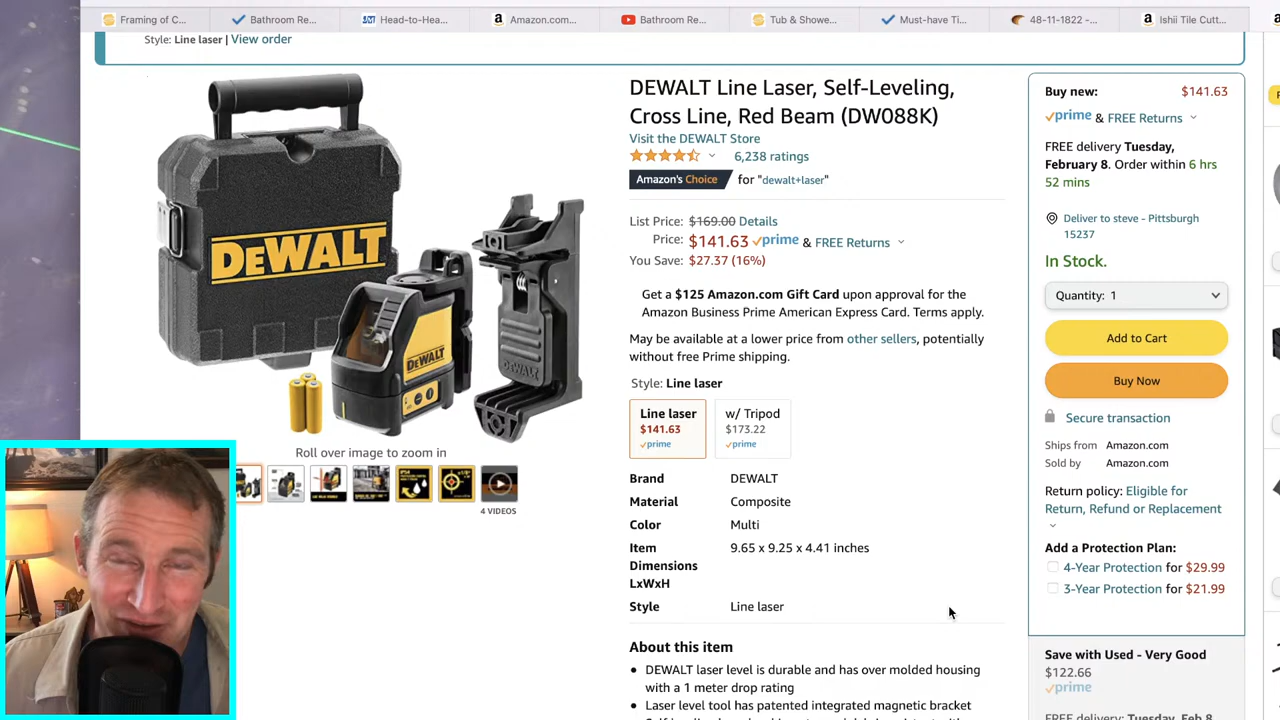 Framing of C...
Bathroom Re...
Head-to-Hea...
Amazon.com...
Bathroom Re...
Tub & Showe...
Must-have Ti...
48-11-1822 -...
Ishii Tile Cutt...
Style: Line laser | View order
DEWALT
DEWALT
DEWALT
Roll over image to zoom in
4 VIDEOS
DEWALT Line Laser, Self-Leveling,
Cross Line, Red Beam (DW088K)
Visit the DEWALT Store
6,238 ratings
Amazon's Choice for "dewalt+laser"
List Price: $169.00 Details
Price: $141.63 prime & FREE Returns
You Save: $27.37 (16%)
Get a $125 Amazon.com Gift Card upon approval for the
Amazon Business Prime American Express Card. Terms apply.
May be available at a lower price from other sellers, potentially
without free Prime shipping.
Style: Line laser
Line laser
$141.63
prime
w/ Tripod
$173.22
prime
Brand DEWALT
Material Composite
Color Multi
Item
Dimensions
LxWxH
9.65 x 9.25 x 4.41 inches
Style Line laser
About this item
• DEWALT laser level is durable and has over molded housing
with a 1 meter drop rating
• Laser level tool has patented integrated magnetic bracket
Buy new: $141.63
prime & FREE Returns
FREE delivery Tuesday,
February 8. Order within 6 hrs
52 mins
Deliver to steve - Pittsburgh
15237
In Stock.
Quantity: 1
Add to Cart
Buy Now
Secure transaction
Ships from Amazon.com
Sold by Amazon.com
Return policy: Eligible for
Return, Refund or Replacement
Add a Protection Plan:
4-Year Protection for $29.99
3-Year Protection for $21.99
Save with Used - Very Good
$122.66
prime
FREE delivery: Tuesday, Feb 8